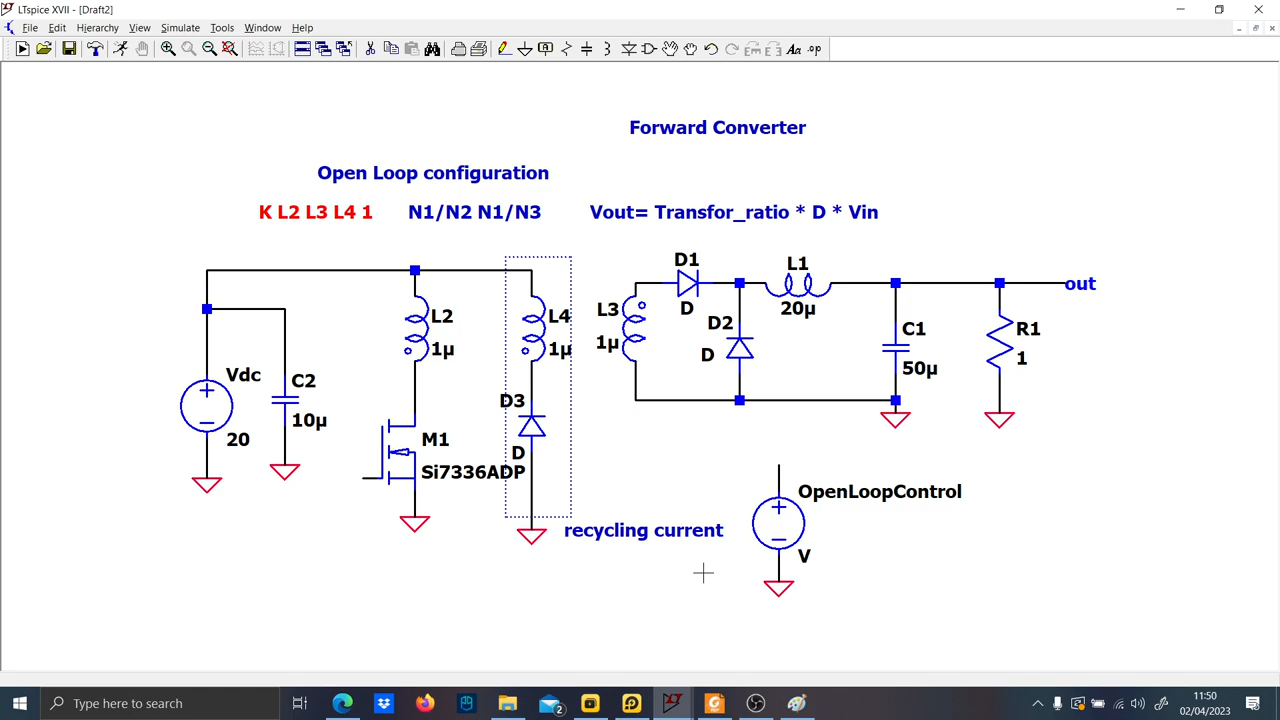 LTspice XVII - [Draft2]
File Edit Hierarchy View Simulate Tools Window Help
Forward Converter
Open Loop configuration
K L2 L3 L4 1 N1/N2 N1/N3 Vout= Transfor_ratio * D * Vin
Vdc
20
C2
10µ
L2
1µ
M1
Si7336ADP
L4
1µ
D3
D
recycling current
L3
1µ
D1
D
D2
D
L1
20µ
C1
50µ
R1
1
out
OpenLoopControl
V
Type here to search
2
11:50
02/04/2023